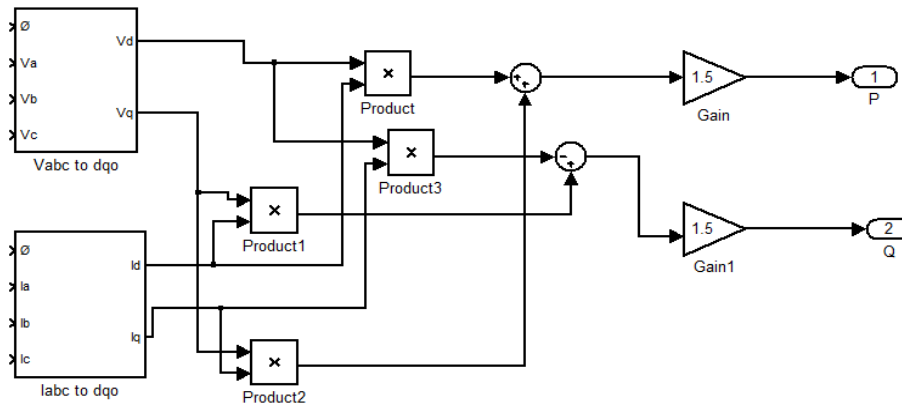 Ø
Va
Vb
Vc
Vd
Vq
Vabc to dqo
Ø
Ia
Ib
Ic
Id
Iq
Iabc to dqo
×
Product
×
Product3
×
Product1
×
Product2
+
+
-
+
1.5
Gain
1
P
1.5
Gain1
2
Q